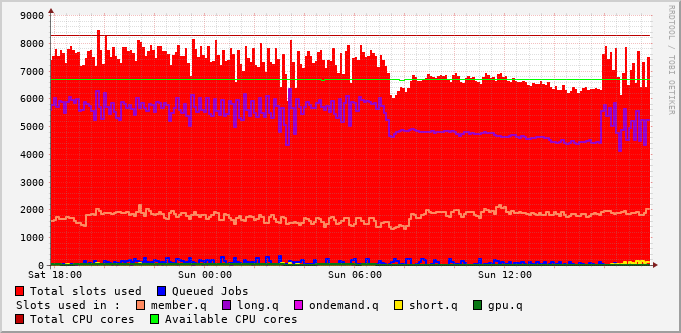 9000
8000
7000
6000
5000
4000
3000
2000
1000
0
Sat 18:00 Sun 00:00 Sun 06:00 Sun 12:00
Total slots used Queued Jobs
Slots used in : member.q long.q ondemand.q short.q gpu.q
Total CPU cores Available CPU cores
RRDTOOL / TOBI OETIKER